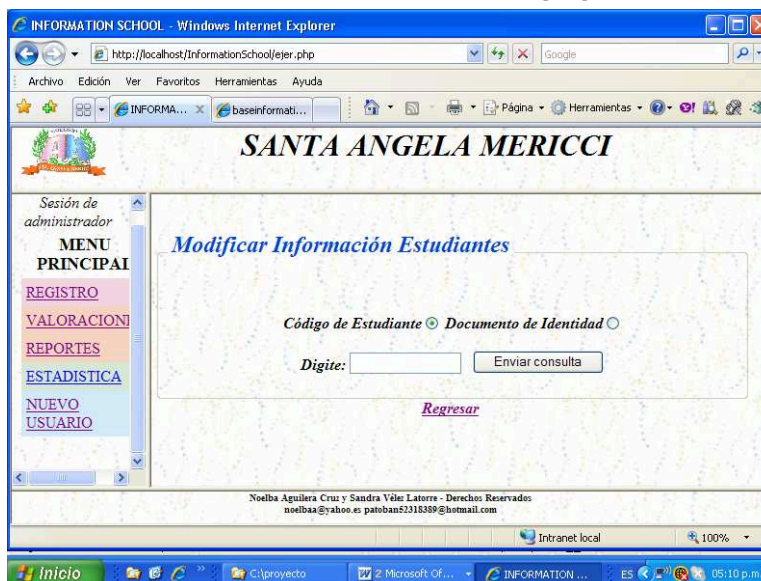 INFORMATION SCHOOL - Windows Internet Explorer
http://localhost/InformationSchool/ejer.php
Google
Archivo Edición Ver Favoritos Herramientas Ayuda
INFORMA... baseinformati... Página Herramientas
SANTA ANGELA MERICCI
Sesión de
administrador
MENU
PRINCIPAL
REGISTRO
VALORACIONE
REPORTES
ESTADISTICA
NUEVO
USUARIO
Modificar Información Estudiantes
Código de Estudiante Documento de Identidad
Digite: Enviar consulta
Regresar
Noelba Aguilera Cruz y Sandra Vélez Latorre - Derechos Reservados
noelbaa@yahoo.es patoban52318389@hotmail.com
Intranet local 100%
Inicio C:\proyecto 2 Microsoft Of... INFORMATION ... ES 05:10 p.m.